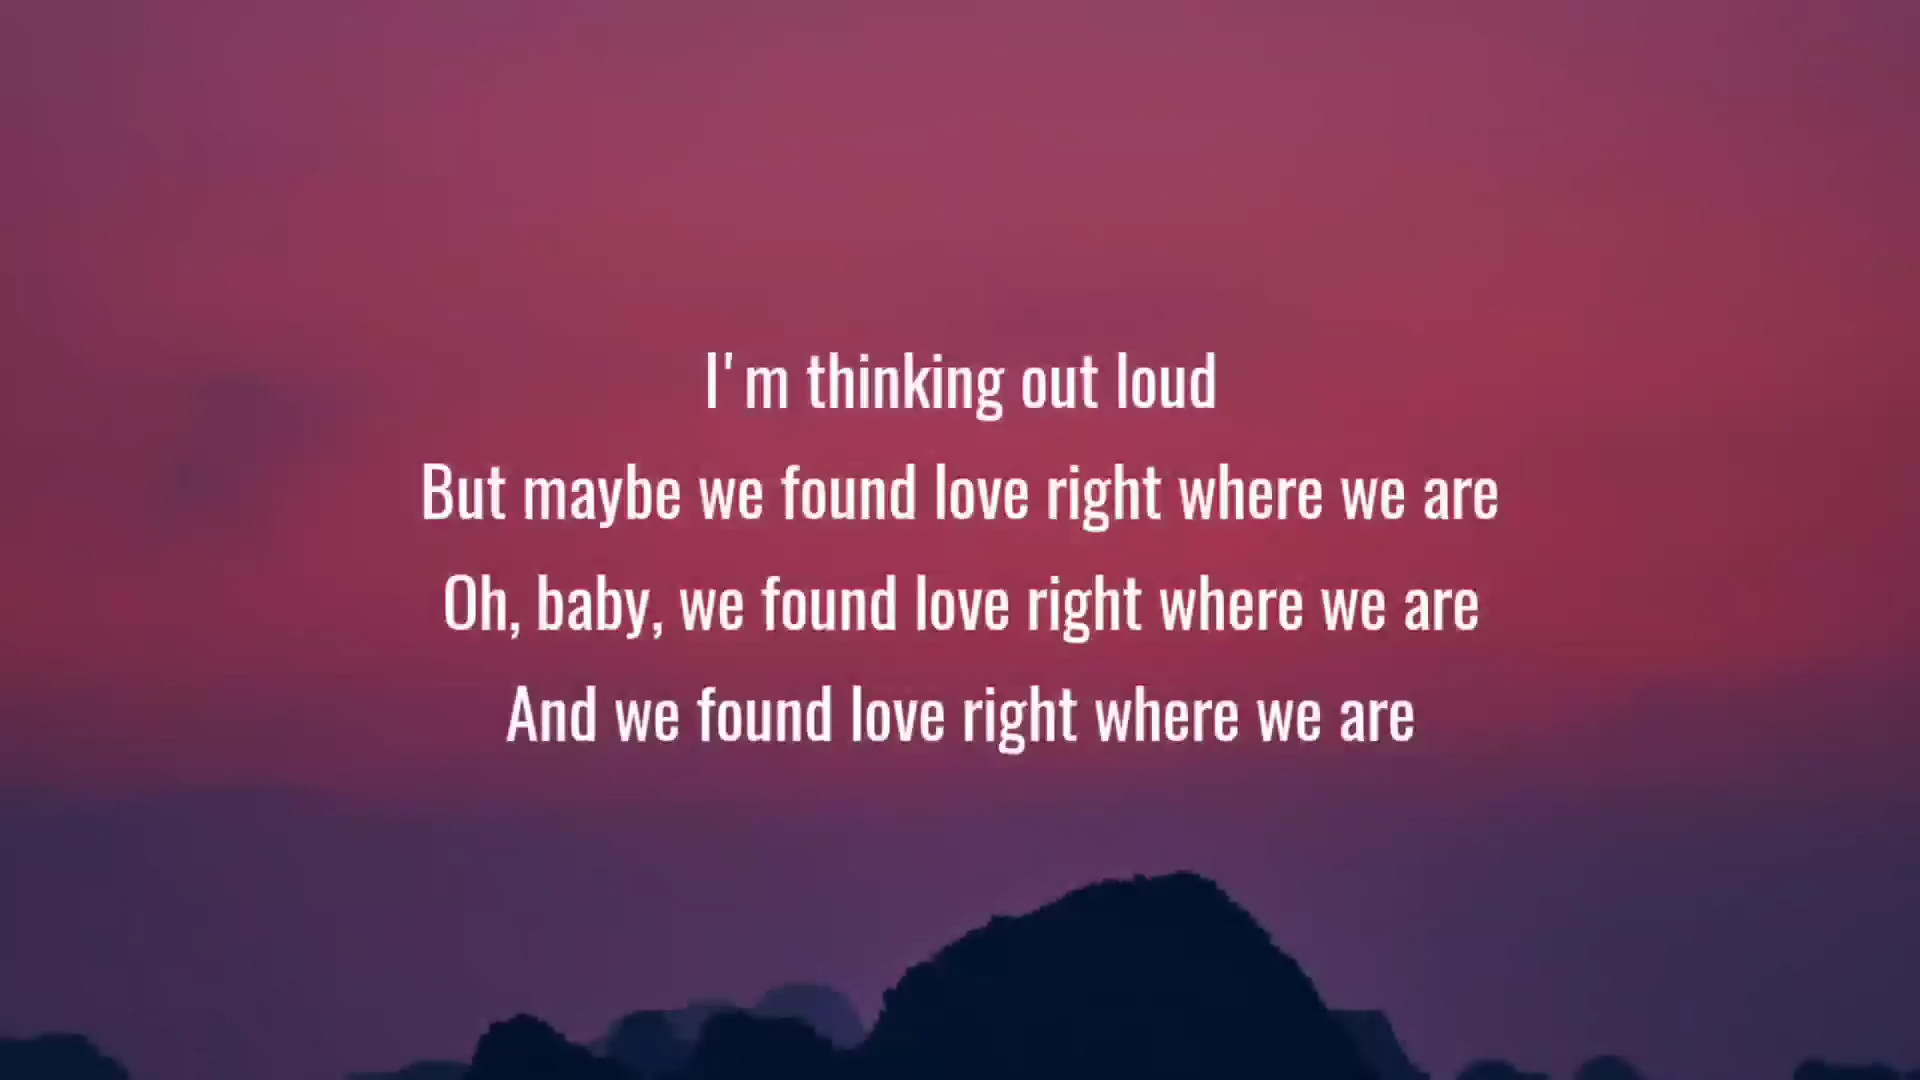 I'm thinking out loud
But maybe we found love right where we are
Oh, baby, we found love right where we are
And we found love right where we are